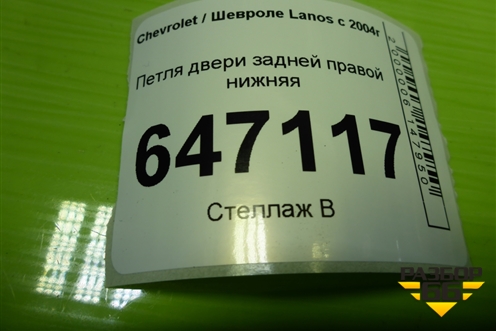 Chevrolet / Шевроле Lanos с 2004г
Петля двери задней правой
нижняя
647117
Стеллаж В
РАЗБОР